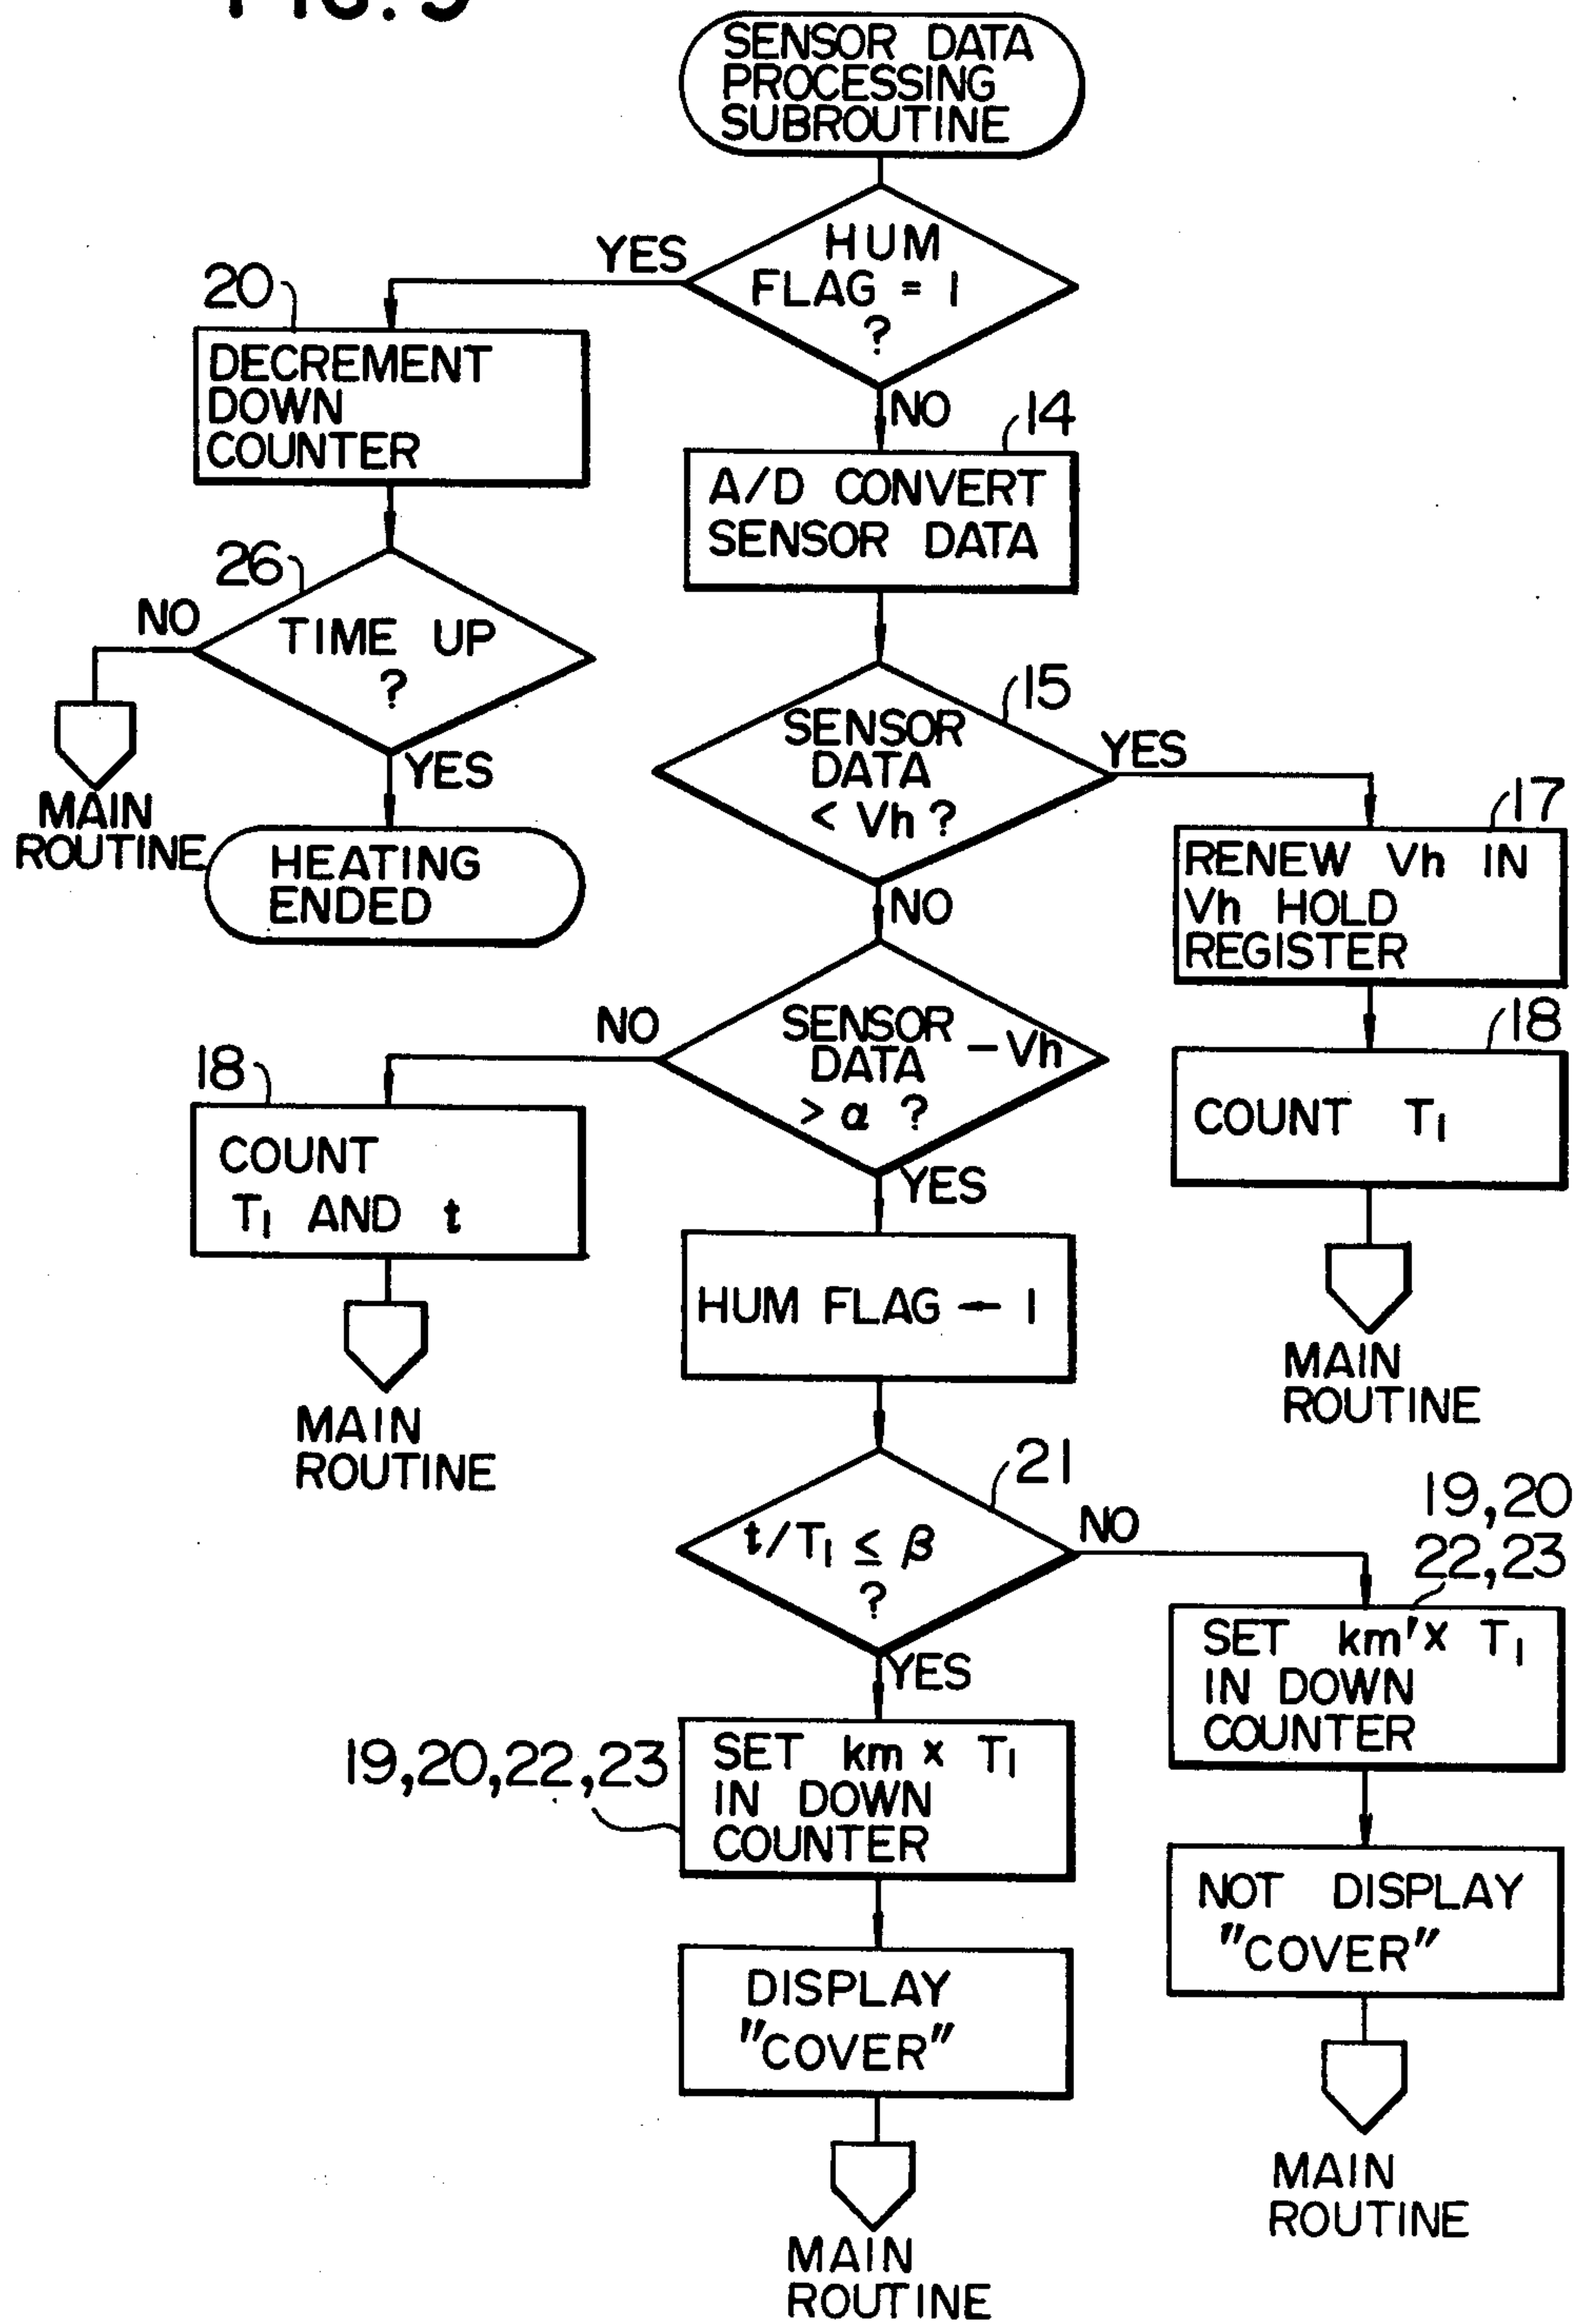 SENSOR DATA
PROCESSING
SUBROUTINE
HUM
FLAG = 1
?
YES
NO
20
DECREMENT
DOWN
COUNTER
14
A/D CONVERT
SENSOR DATA
26
TIME UP
?
NO
MAIN
ROUTINE
YES
HEATING
ENDED
15
SENSOR
DATA
< Vh ?
YES
NO
17
RENEW Vh IN
Vh HOLD
REGISTER
18
COUNT T1
MAIN
ROUTINE
SENSOR
DATA - Vh
> α ?
NO
18
COUNT
T1 AND t
MAIN
ROUTINE
YES
HUM FLAG ← 1
21
t/T1 ≤ β
?
NO
19,20
22,23
SET km' x T1
IN DOWN
COUNTER
NOT DISPLAY
"COVER"
MAIN
ROUTINE
YES
19,20,22,23
SET km x T1
IN DOWN
COUNTER
DISPLAY
"COVER"
MAIN
ROUTINE